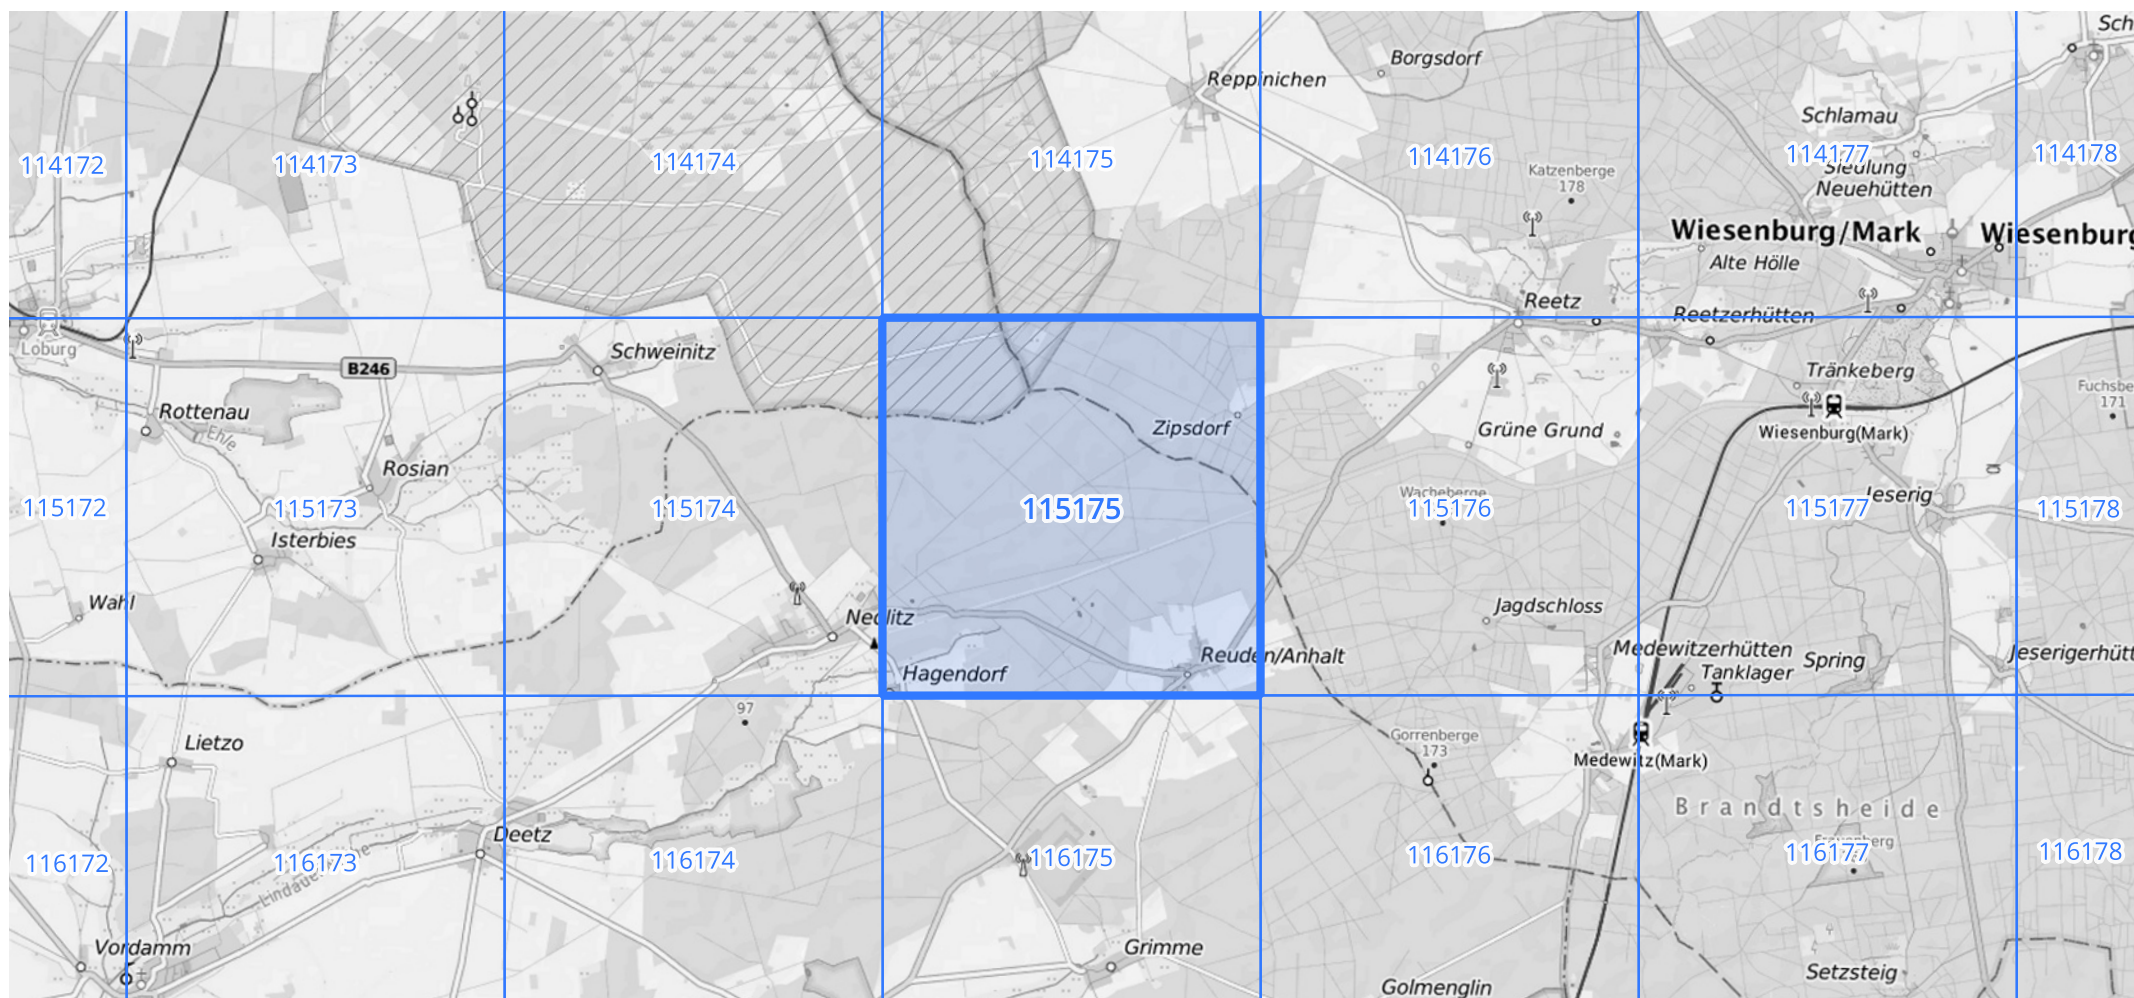 Sch
Borgsdorf
Reppinichen
Schlamau
114172
114173
114174
114175
114176
114177
114178
Katzenberge
178
Siedlung
Neuehütten
Wiesenburg/Mark
Wiesenburg
Alte Hölle
Reetz
Reetzerhütten
Loburg
B246
Schweinitz
Tränkeberg
Fuchsbe
171
Rottenau
Ehle
Zipsdorf
Grüne Grund
Wiesenburg(Mark)
Rosian
Wacheberge
Jeserig
115172
115173
115174
115175
115176
115177
115178
Isterbies
Wahl
Nedlitz
Jagdschloss
Hagendorf
Reuden/Anhalt
Medewitzerhütten
Tanklager
Spring
Jeserigerhütt
97
Lietzo
Gorrenberge
173
Medewitz(Mark)
Brandtsheide
Deetz
116172
116173
116174
116175
116176
116177
116178
Vordamm
Grimme
Golmenglin
Setzsteig